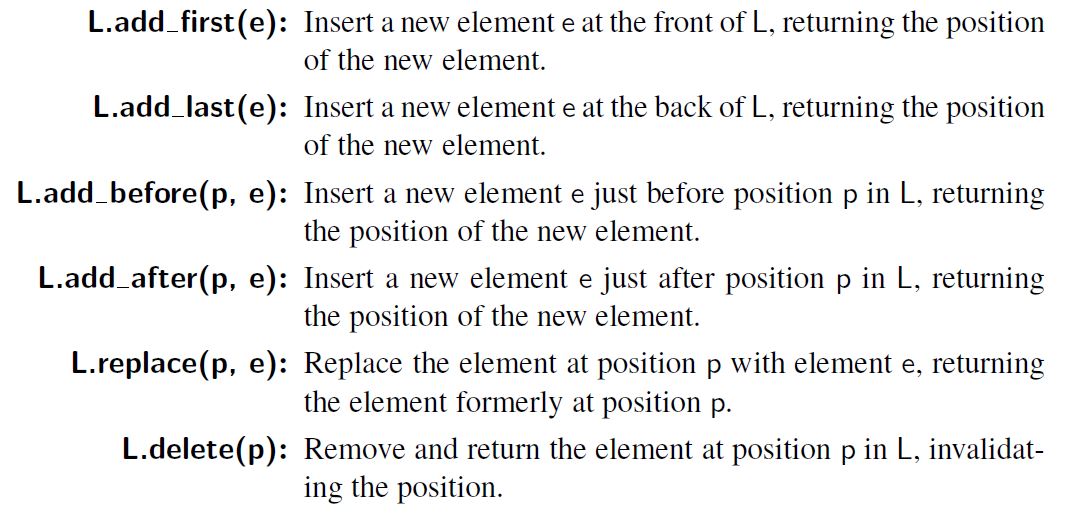 L.add_first(e): Insert a new element e at the front of L, returning the position
of the new element.
L.add_last(e): Insert a new element e at the back of L, returning the position
of the new element.
L.add_before(p, e): Insert a new element e just before position p in L, returning
the position of the new element.
L.add_after(p, e): Insert a new element e just after position p in L, returning
the position of the new element.
L.replace(p, e): Replace the element at position p with element e, returning
the element formerly at position p.
L.delete(p): Remove and return the element at position p in L, invalidat-
ing the position.